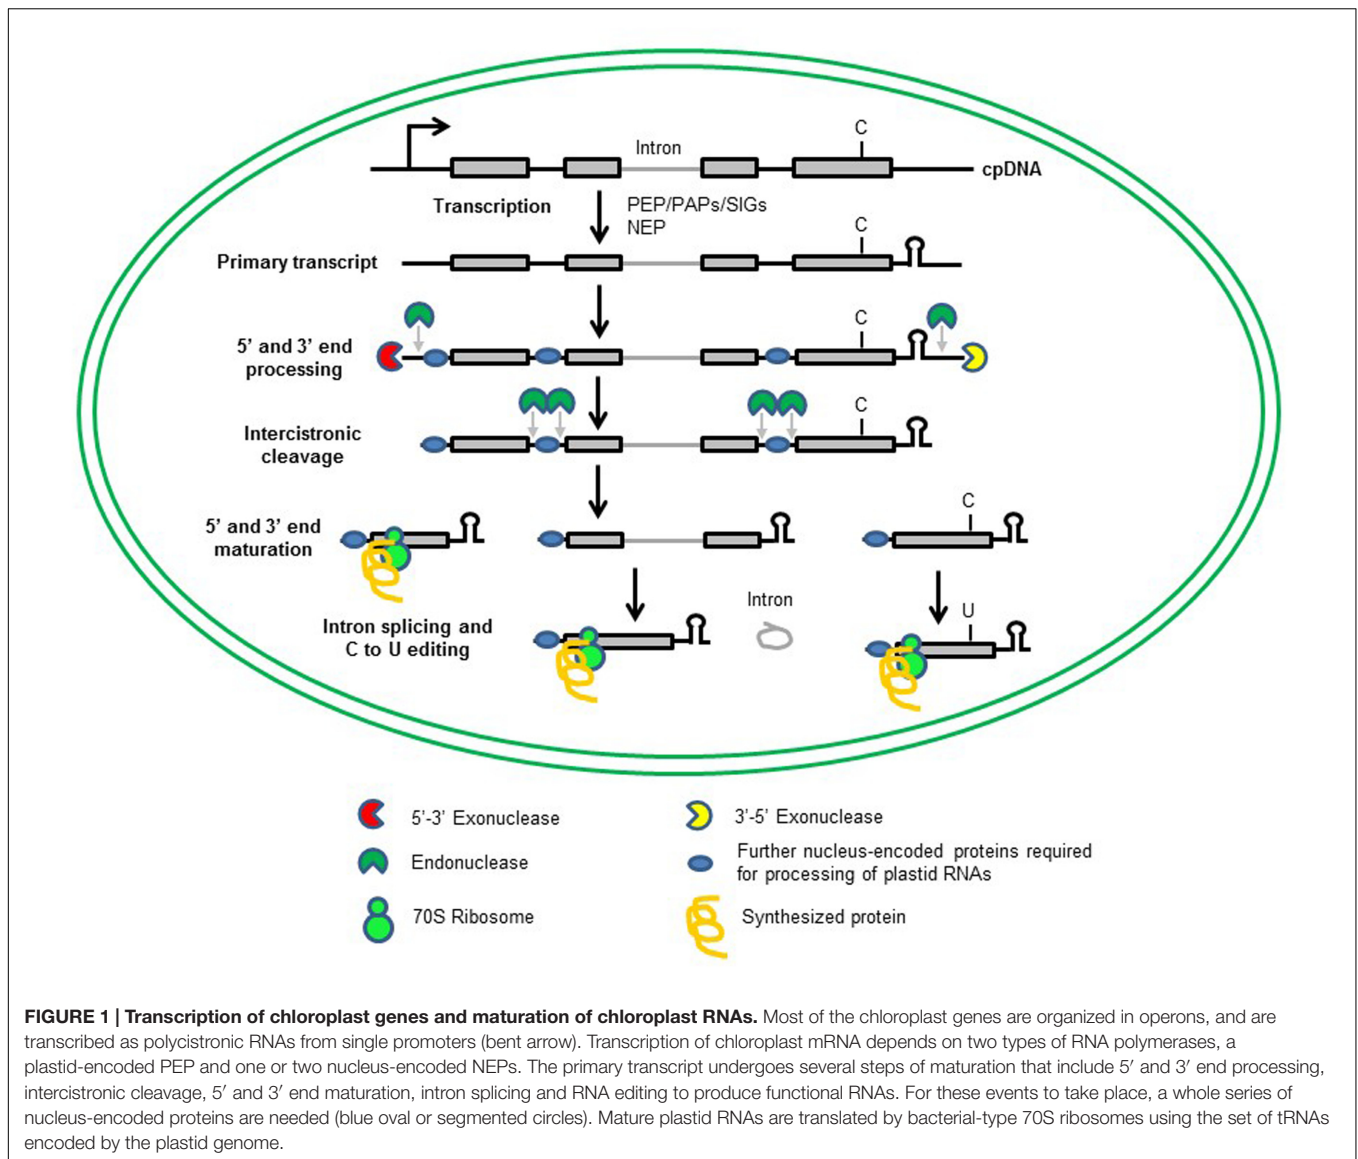 Intron
C
cpDNA
Transcription
PEP/PAPs/SIGs
NEP
C
Primary transcript
C
5’ and 3’ end
processing
C
Intercistronic
cleavage
C
5’ and 3’ end
maturation
Intron
U
Intron splicing and
C to U editing
5’-3’ Exonuclease
3’-5’ Exonuclease
Endonuclease
Further nucleus-encoded proteins required
for processing of plastid RNAs
70S Ribosome
Synthesized protein
FIGURE 1 | Transcription of chloroplast genes and maturation of chloroplast RNAs. Most of the chloroplast genes are organized in operons, and are
transcribed as polycistronic RNAs from single promoters (bent arrow). Transcription of chloroplast mRNA depends on two types of RNA polymerases, a
plastid-encoded PEP and one or two nucleus-encoded NEPs. The primary transcript undergoes several steps of maturation that include 5′ and 3′ end processing,
intercistronic cleavage, 5′ and 3′ end maturation, intron splicing and RNA editing to produce functional RNAs. For these events to take place, a whole series of
nucleus-encoded proteins are needed (blue oval or segmented circles). Mature plastid RNAs are translated by bacterial-type 70S ribosomes using the set of tRNAs
encoded by the plastid genome.